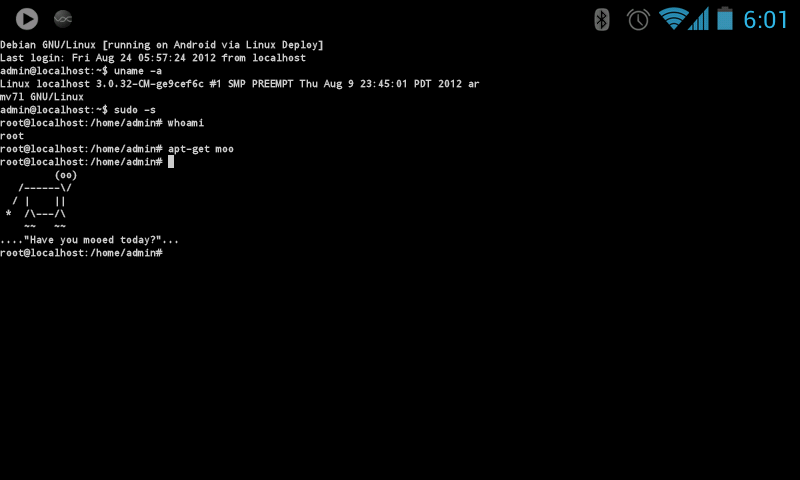 6:01
Debian GNU/Linux [running on Android via Linux Deploy]
Last login: Fri Aug 24 05:57:24 2012 from localhost
admin@localhost:~$ uname -a
Linux localhost 3.0.32-CM-ge9cef6c #1 SMP PREEMPT Thu Aug 9 23:45:01 PDT 2012 ar
mv7l GNU/Linux
admin@localhost:~$ sudo -s
root@localhost:/home/admin# whoami
root
root@localhost:/home/admin# apt-get moo
root@localhost:/home/admin#
         (oo)
   /------\/
  / |    ||
 *  /\---/\
    ~~   ~~
...."Have you mooed today?"...
root@localhost:/home/admin#